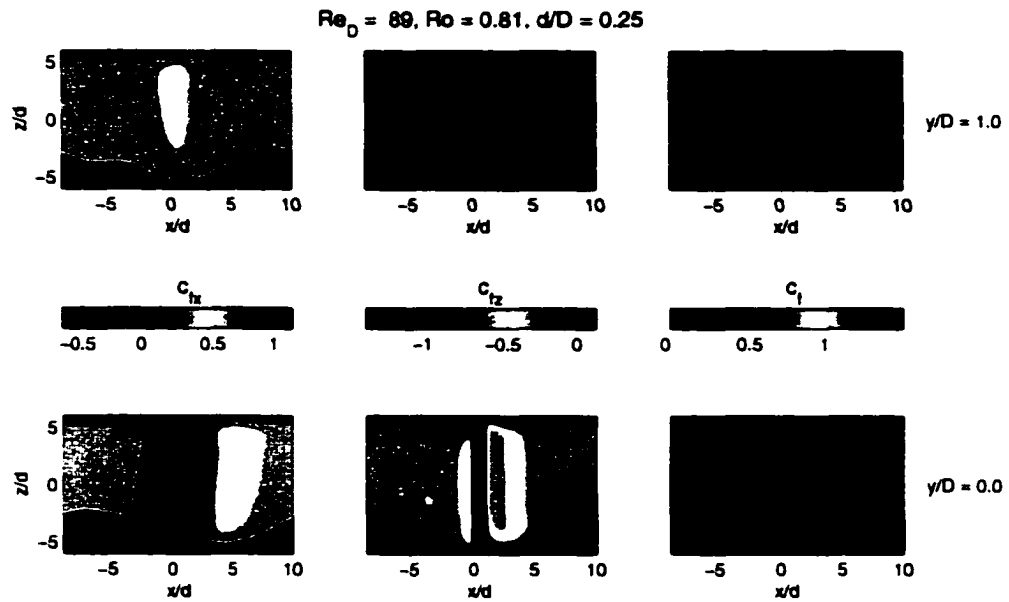 Re_D = 89, Ro = 0.81, d/D = 0.25
5
0
-5
z/d
-5 0 5 10
x/d
-5 0 5 10
x/d
-5 0 5 10
x/d
y/D = 1.0
C_fx
-0.5 0 0.5 1
C_fz
-1 -0.5 0
C_f
0 0.5 1
5
0
-5
z/d
-5 0 5 10
x/d
-5 0 5 10
x/d
-5 0 5 10
x/d
y/D = 0.0